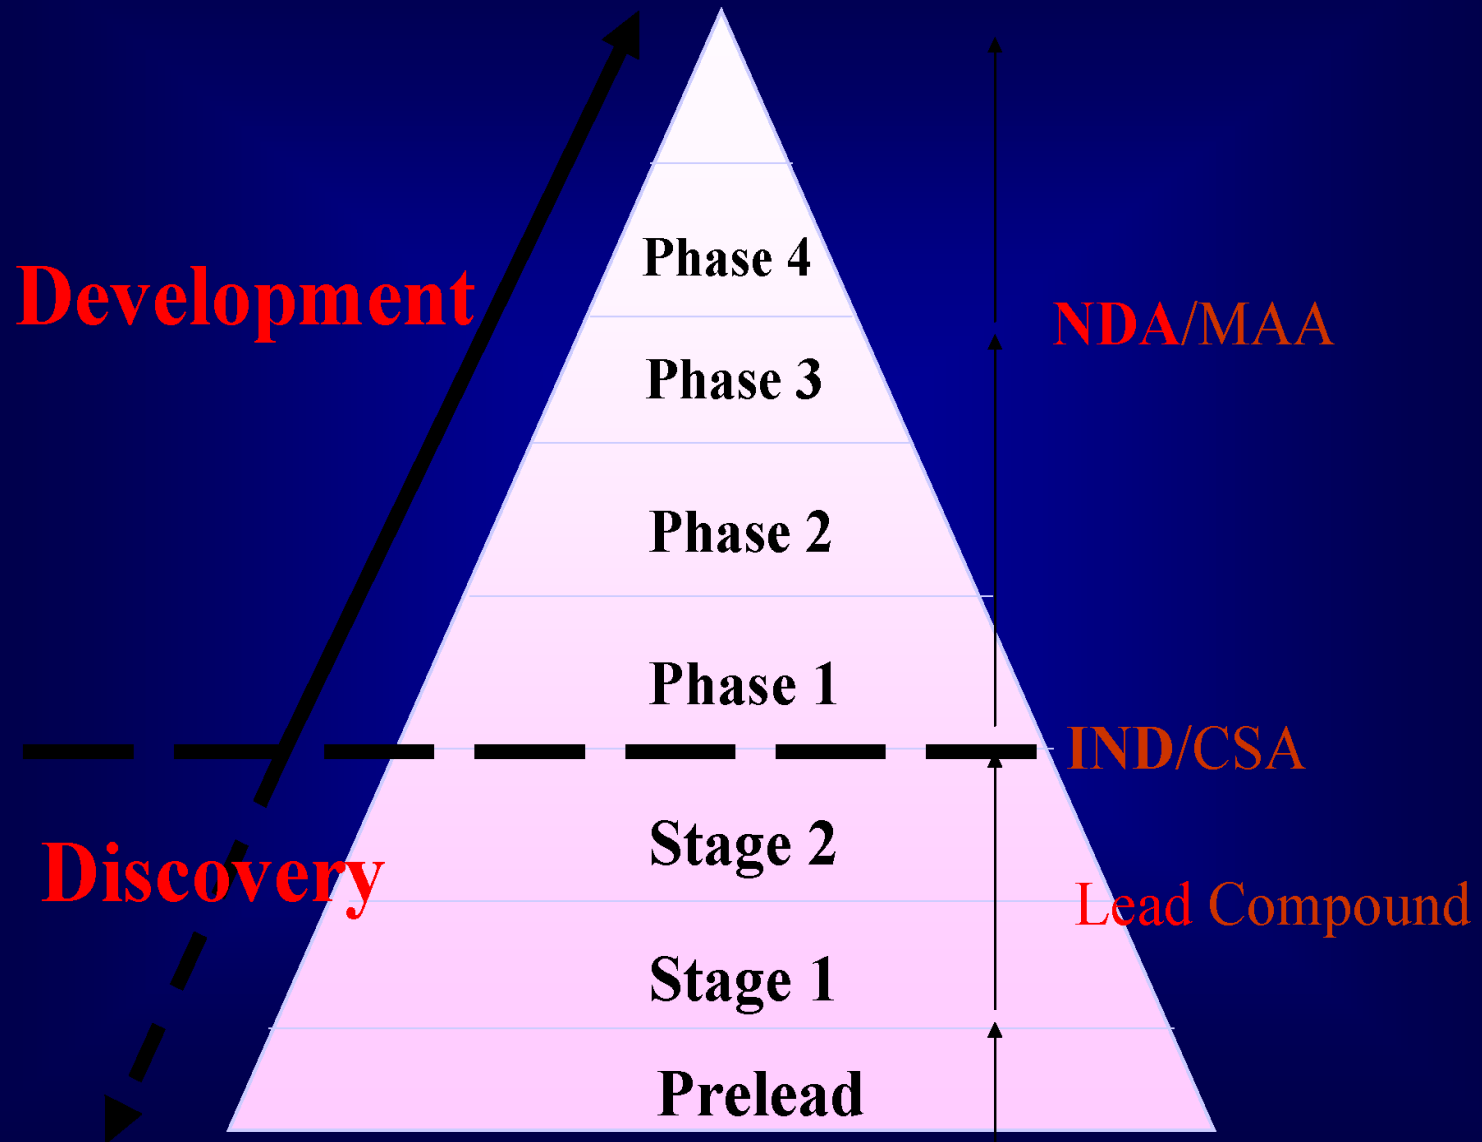 Phase 4
Development
NDA/MAA
Phase 3
Phase 2
Phase 1
IND/CSA
Stage 2
Discovery
Lead Compound
Stage 1
Prelead